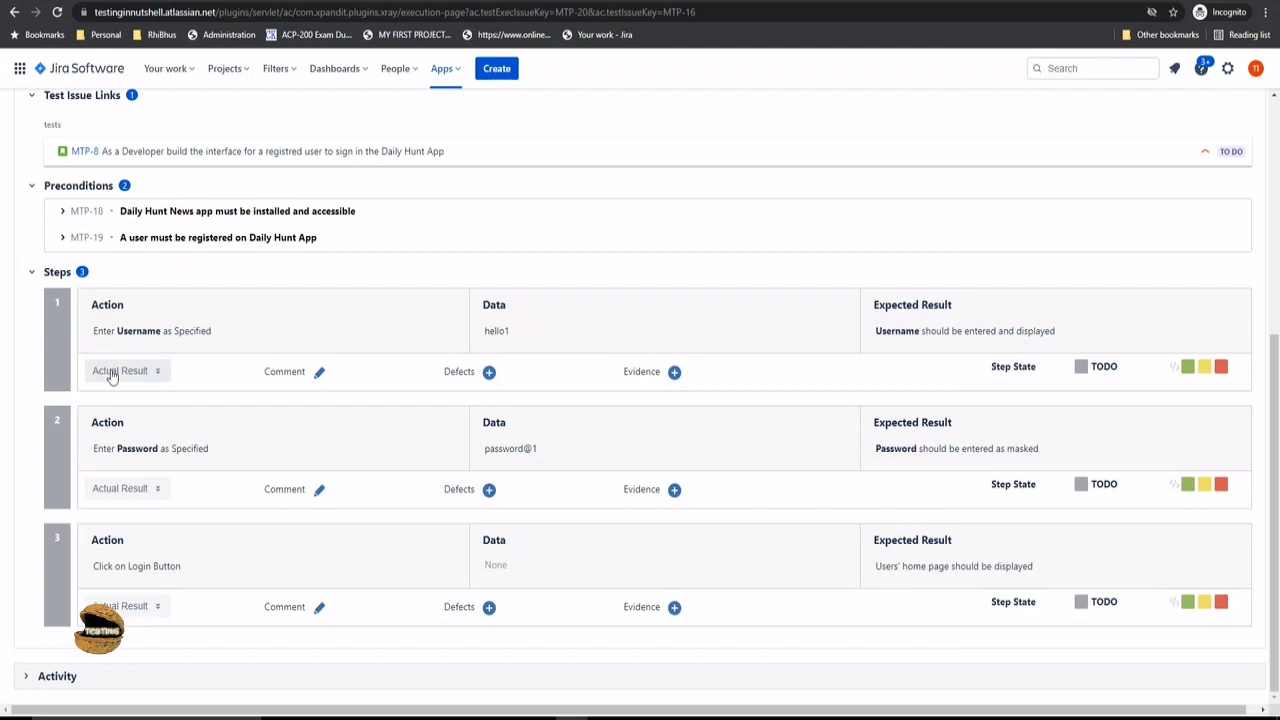 testinginnutshell.atlassian.net/plugins/servlet/ac/com.xpandit.plugins.xray/execution-page?ac.testExecIssueKey=MTP-20&ac.testIssueKey=MTP-16
Incognito
Bookmarks Personal RhiBhus Administration ACP-200 Exam Du... MY FIRST PROJECT... https://www.online... Your work - Jira Other bookmarks Reading list
Jira Software Your work Projects Filters Dashboards People Apps Create Search 3+ TI
Test Issue Links 1
tests
MTP-8 As a Developer build the interface for a registred user to sign in the Daily Hunt App TO DO
Preconditions 2
MTP-18 - Daily Hunt News app must be installed and accessible
MTP-19 - A user must be registered on Daily Hunt App
Steps 3
1 Action Data Expected Result
Enter Username as Specified hello1 Username should be entered and displayed
Actual Result Comment Defects Evidence Step State TODO
2 Action Data Expected Result
Enter Password as Specified password@1 Password should be entered as masked
Actual Result Comment Defects Evidence Step State TODO
3 Action Data Expected Result
Click on Login Button None Users' home page should be displayed
Actual Result Comment Defects Evidence Step State TODO
TESTING
Activity